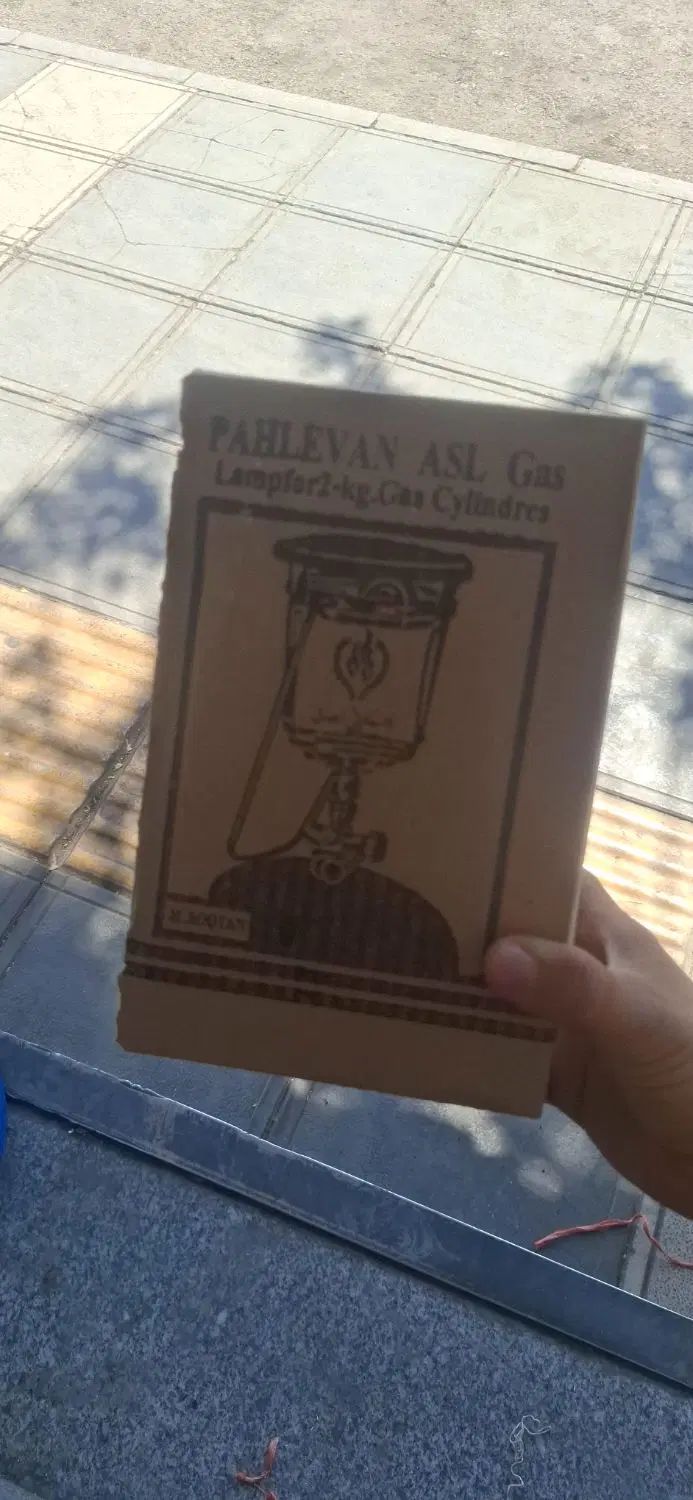 PAHLEVAN ASL Gas
Lampfor2-kg.Gas Cylindres